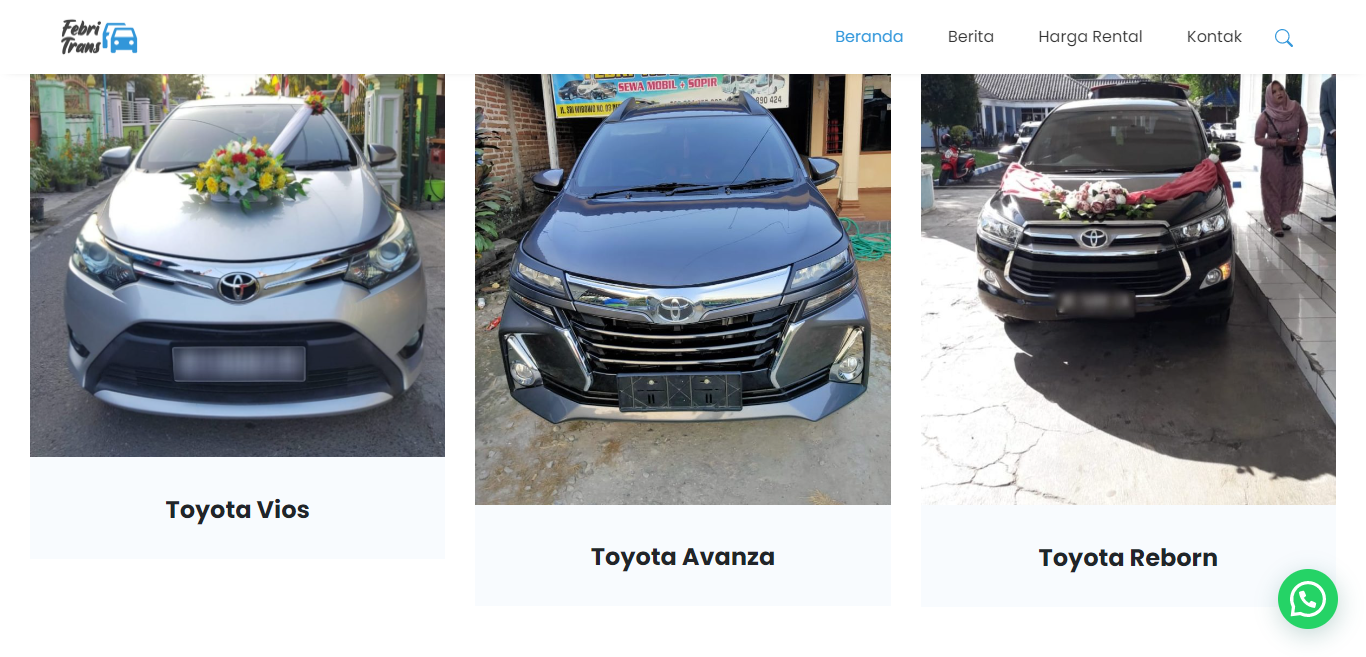 Febri
Trans
Beranda
Berita
Harga Rental
Kontak
SEWA MOBIL + SOPIR
Toyota Vios
Toyota Avanza
Toyota Reborn